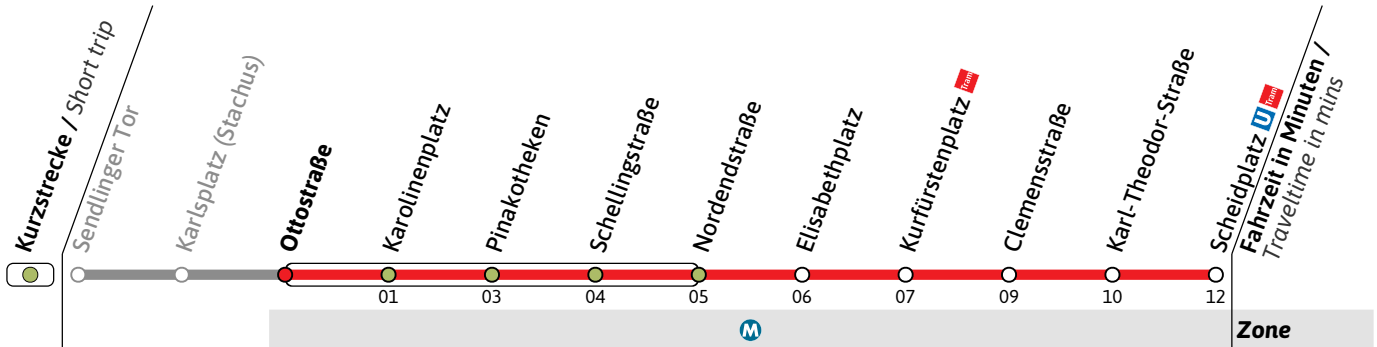 Kurzstrecke / Short trip
Sendlinger Tor
Karlsplatz (Stachus)
Ottostraße
Karolinenplatz
Pinakotheken
Schellingstraße
Nordendstraße
Elisabethplatz
Kurfürstenplatz Tram
Clemensstraße
Karl-Theodor-Straße
Scheidplatz U Tram
Fahrzeit in Minuten /
Traveltime in mins
01 03 04 05 06 07 09 10 12
M Zone